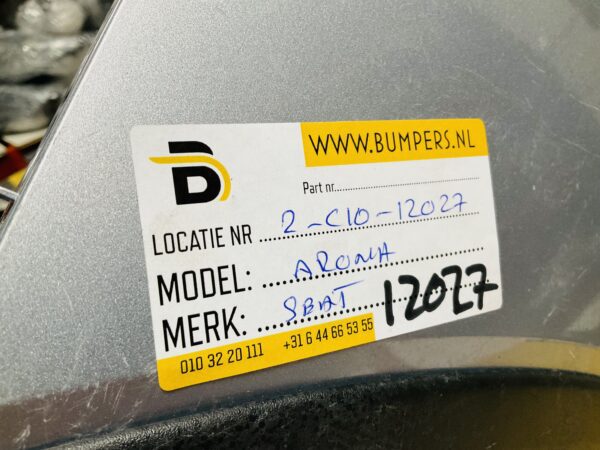 WWW.BUMPERS.NL
B
Part nr.
LOCATIE NR 2-C10-12027
MODEL: ARONA
MERK: SEAT 12027
010 32 20 111 +31 6 44 66 53 55